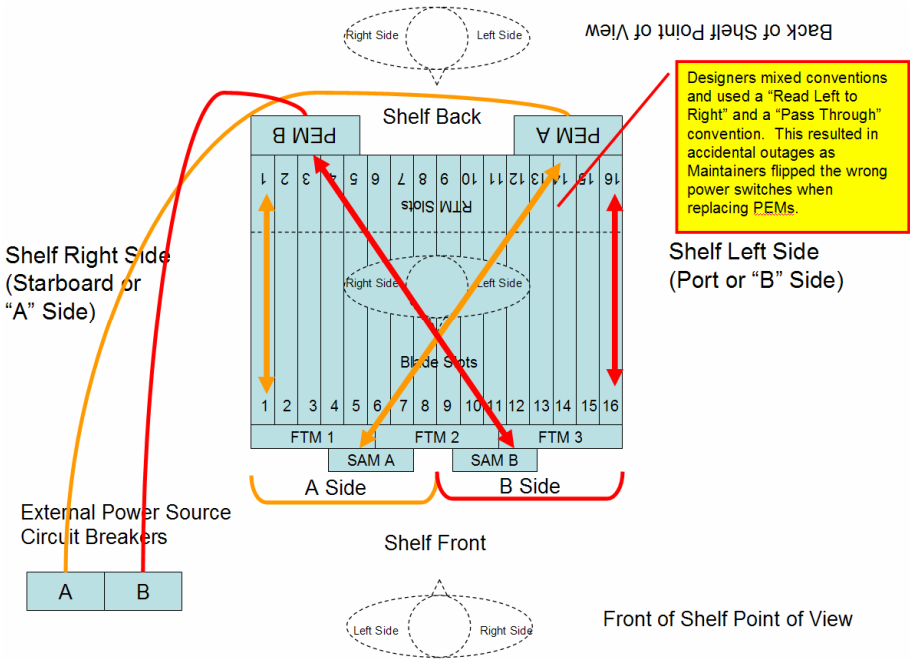 Back of Shelf Point of View
Right Side
Left Side
Designers mixed conventions
and used a “Read Left to
Right” and a “Pass Through”
convention. This resulted in
accidental outages as
Maintainers flipped the wrong
power switches when
replacing PEMs.
Shelf Back
PEM B
PEM A
1 2 3 4 5 6 7 8 9 10 11 12 13 14 15 16
RTM Slots
Shelf Right Side
(Starboard or
“A” Side)
Shelf Left Side
(Port or “B” Side)
Right Side
Left Side
Blade Slots
1 2 3 4 5 6 7 8 9 10 11 12 13 14 15 16
FTM 1
FTM 2
FTM 3
SAM A
SAM B
A Side
B Side
External Power Source
Circuit Breakers
Shelf Front
A
B
Left Side
Right Side
Front of Shelf Point of View